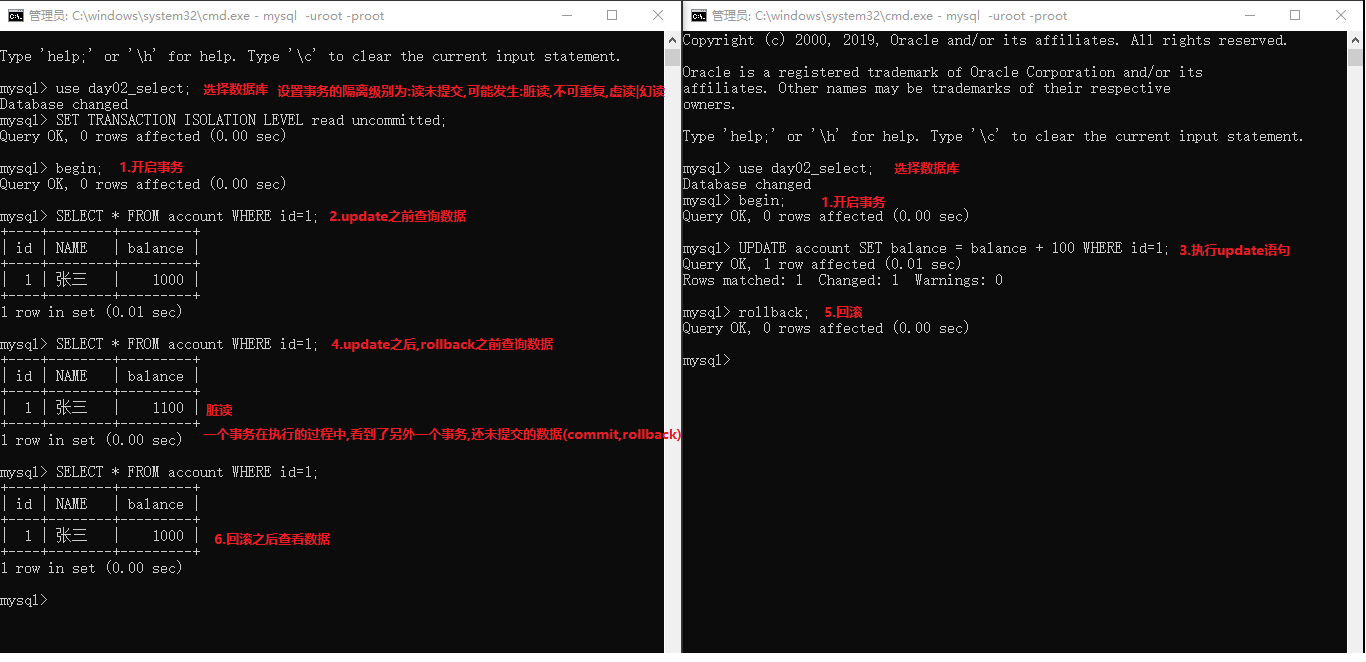 管理员: C:\windows\system32\cmd.exe - mysql  -uroot -proot
Type 'help;' or '\h' for help. Type '\c' to clear the current input statement.
mysql> use day02_select; 选择数据库 设置事务的隔离级别为:读未提交,可能发生:脏读,不可重复,虚读|幻读
Database changed
mysql> SET TRANSACTION ISOLATION LEVEL read uncommitted;
Query OK, 0 rows affected (0.00 sec)
mysql> begin; 1.开启事务
Query OK, 0 rows affected (0.00 sec)
mysql> SELECT * FROM account WHERE id=1; 2.update之前查询数据
+----+--------+---------+
| id | NAME   | balance |
+----+--------+---------+
|  1 | 张三   |    1000 |
+----+--------+---------+
1 row in set (0.01 sec)
mysql> SELECT * FROM account WHERE id=1; 4.update之后,rollback之前查询数据
+----+--------+---------+
| id | NAME   | balance |
+----+--------+---------+
|  1 | 张三   |    1100 | 脏读
+----+--------+---------+
一个事务在执行的过程中,看到了另外一个事务,还未提交的数据(commit,rollback)
1 row in set (0.00 sec)
mysql> SELECT * FROM account WHERE id=1;
+----+--------+---------+
| id | NAME   | balance |
+----+--------+---------+
|  1 | 张三   |    1000 | 6.回滚之后查看数据
+----+--------+---------+
1 row in set (0.00 sec)
mysql>
管理员: C:\windows\system32\cmd.exe - mysql  -uroot -proot
Copyright (c) 2000, 2019, Oracle and/or its affiliates. All rights reserved.
Oracle is a registered trademark of Oracle Corporation and/or its
affiliates. Other names may be trademarks of their respective
owners.
Type 'help;' or '\h' for help. Type '\c' to clear the current input statement.
mysql> use day02_select; 选择数据库
Database changed
mysql> begin; 1.开启事务
Query OK, 0 rows affected (0.00 sec)
mysql> UPDATE account SET balance = balance + 100 WHERE id=1; 3.执行update语句
Query OK, 1 row affected (0.01 sec)
Rows matched: 1  Changed: 1  Warnings: 0
mysql> rollback; 5.回滚
Query OK, 0 rows affected (0.00 sec)
mysql>